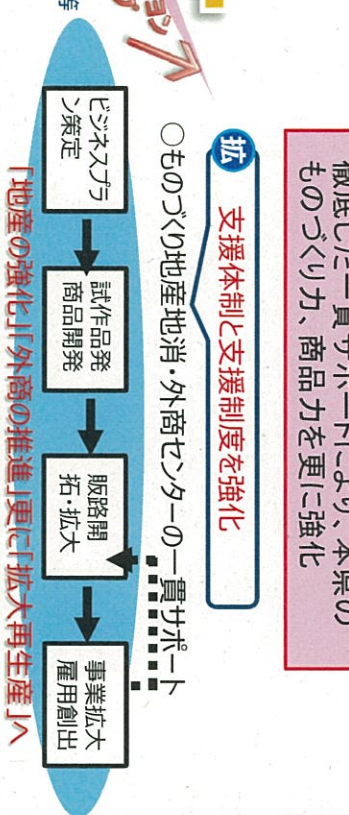 徹底した一貫サポートにより、本県の
ものづくり力、商品力を更に強化
拡
支援体制と支援制度を強化
○ものづくり地産地消・外商センターの一貫サポート
ビジネスプラ
ン策定
試作品発
商品開発
販路開
拓・拡大
事業拡大
雇用創出
「地産の強化」「外商の推進」更に「拡大再生産」へ
等